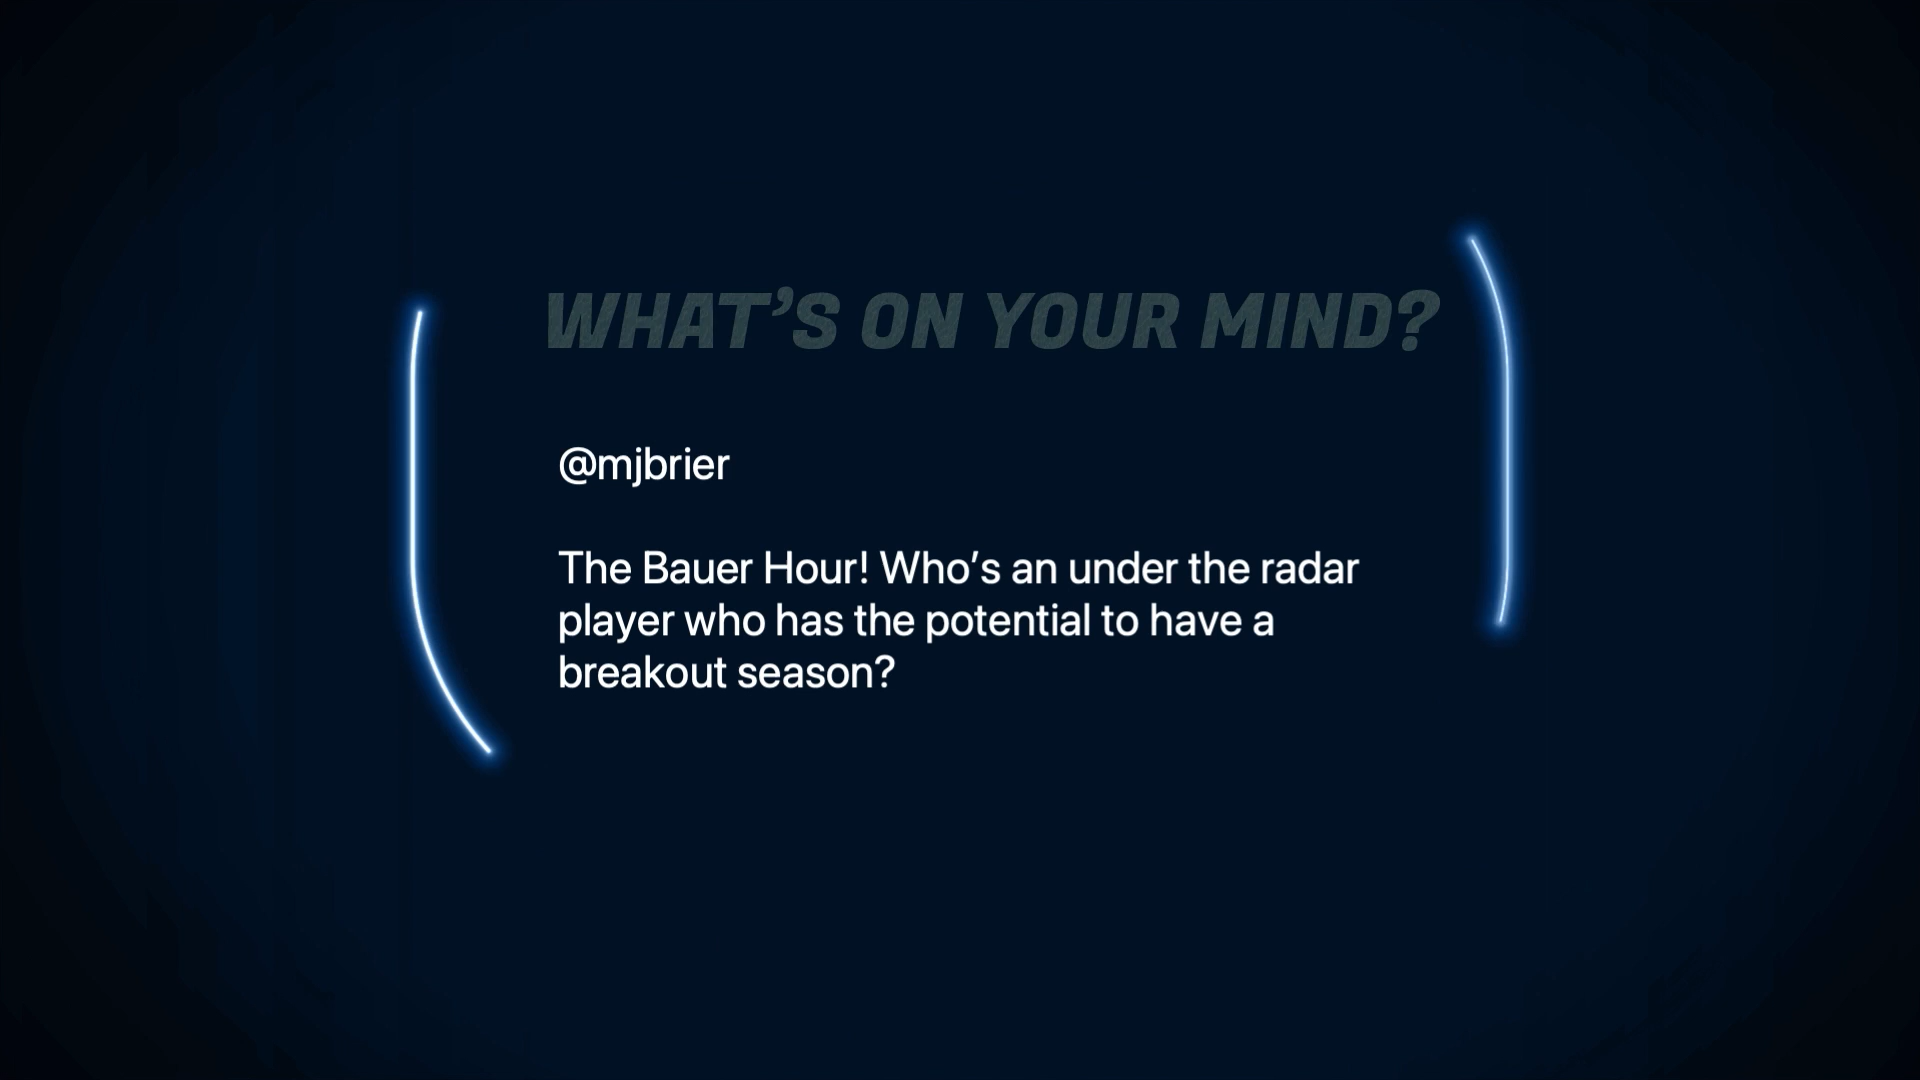 WHAT’S ON YOUR MIND?
@mjbrier
The Bauer Hour! Who’s an under the radar
player who has the potential to have a
breakout season?